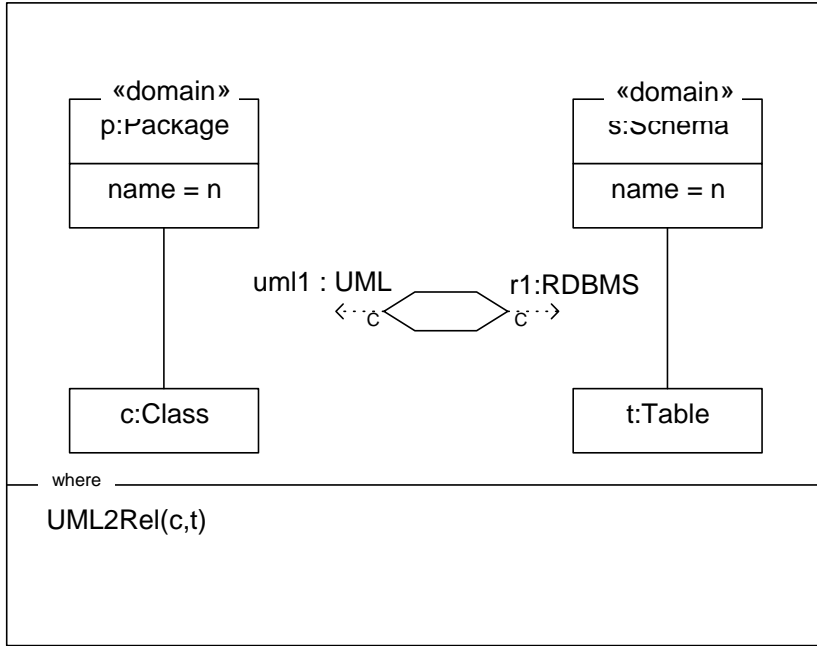 «domain»
p:Package
name = n
«domain»
s:Schema
name = n
uml1 : UML
r1:RDBMS
C
C
c:Class
t:Table
where
UML2Rel(c,t)